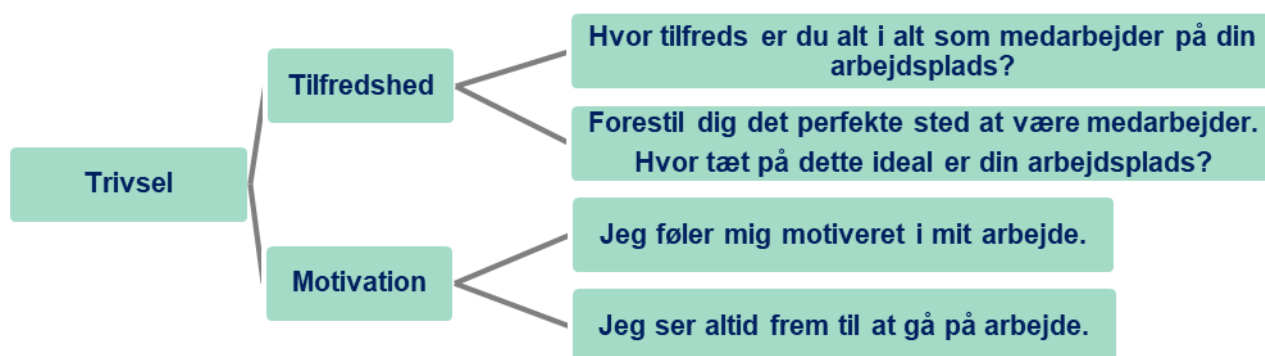 Hvor tilfreds er du alt i alt som medarbejder på din
arbejdsplads?
Tilfredshed
Forestil dig det perfekte sted at være medarbejder.
Hvor tæt på dette ideal er din arbejdsplads?
Trivsel
Jeg føler mig motiveret i mit arbejde.
Motivation
Jeg ser altid frem til at gå på arbejde.